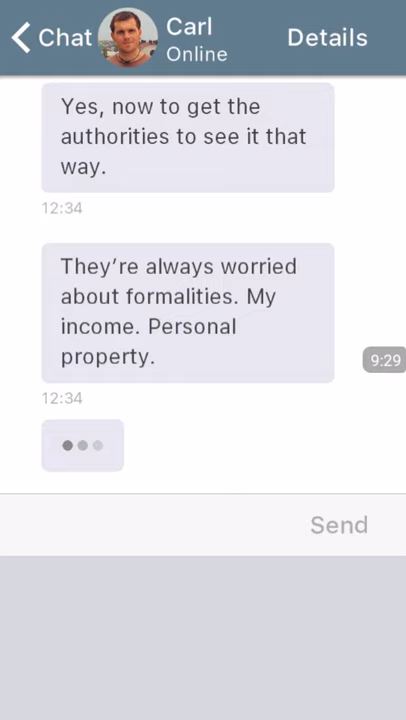 Chat
Carl
Online
Details
Yes, now to get the
authorities to see it that
way.
12:34
They’re always worried
about formalities. My
income. Personal
property.
9:29
12:34
Send